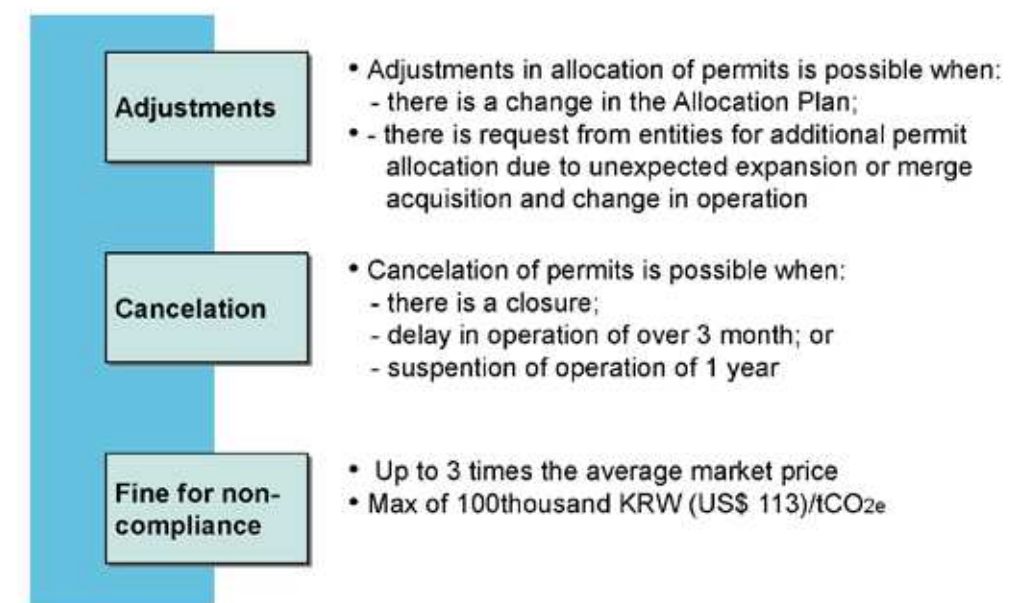 Adjustments
• Adjustments in allocation of permits is possible when:
- there is a change in the Allocation Plan;
• - there is request from entities for additional permit
allocation due to unexpected expansion or merge
acquisition and change in operation
Cancelation
• Cancelation of permits is possible when:
- there is a closure;
- delay in operation of over 3 month; or
- suspention of operation of 1 year
Fine for non-
compliance
• Up to 3 times the average market price
• Max of 100thousand KRW (US$ 113)/tCO2e